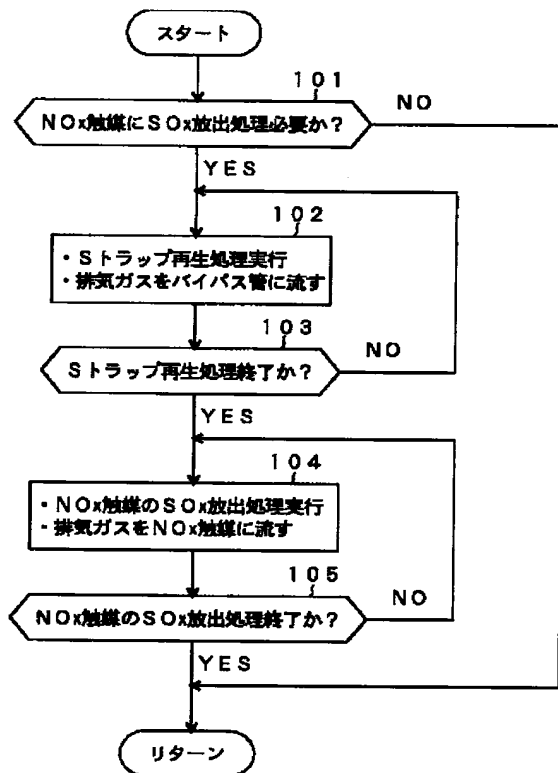 スタート
101
NOx触媒にSOx放出処理必要か？
NO
YES
102
・Sトラップ再生処理実行
・排気ガスをバイパス管に流す
103
Sトラップ再生処理終了か？
NO
YES
104
・NOx触媒のSOx放出処理実行
・排気ガスをNOx触媒に流す
105
NOx触媒のSOx放出処理終了か？
NO
YES
リターン